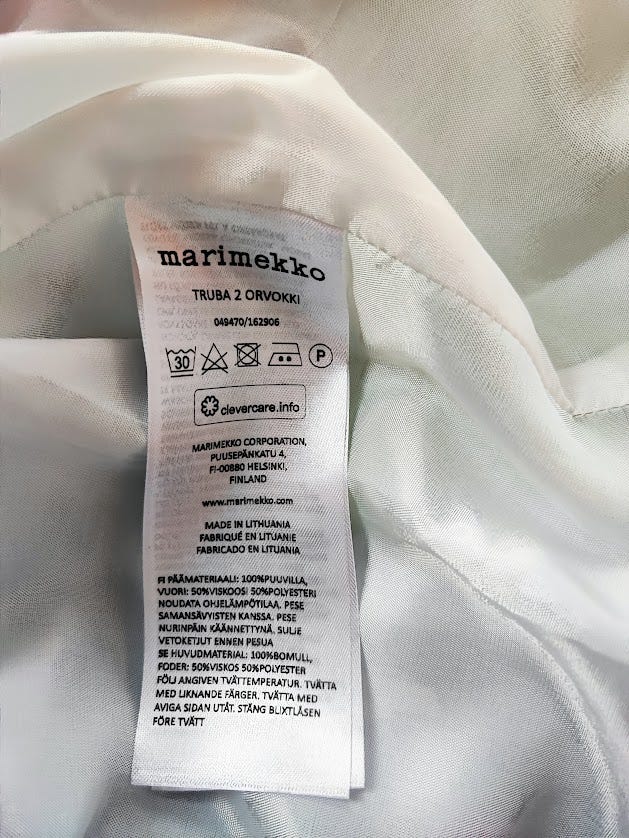 marimekko
TRUBA 2 ORVOKKI
049470/162906
30 P
clevercare.info
MARIMEKKO CORPORATION,
PUUSEPÄNKATU 4,
FI-00880 HELSINKI,
FINLAND
www.marimekko.com
MADE IN LITHUANIA
FABRIQUÉ EN LITUANIE
FABRICADO EN LITUANIA
FI PÄÄMATERIAALI: 100%PUUVILLA,
VUORI: 50%VISKOOSI 50%POLYESTERI
NOUDATA OHJELÄMPÖTILAA. PESE
SAMANSÄVYISTEN KANSSA. PESE
NURINPÄIN KÄÄNNETTYNÄ. SULJE
VETOKETJUT ENNEN PESUA
SE HUVUDMATERIAL: 100%BOMULL,
FODER: 50%VISKOS 50%POLYESTER
FÖLJ ANGIVEN TVÄTTEMPERATUR. TVÄTTA
MED LIKNANDE FÄRGER. TVÄTTA MED
AVIGA SIDAN UTÅT. STÄNG BLIXTLÅSEN
FÖRE TVÄTT